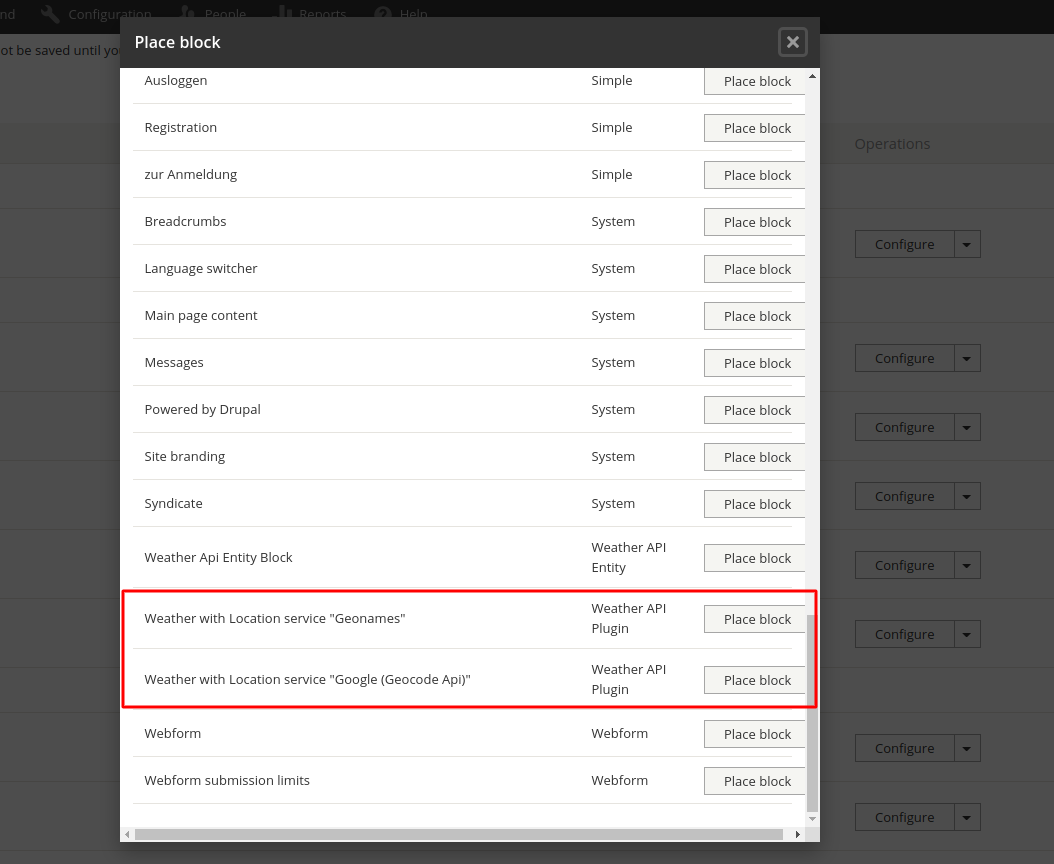 nd Configuration People Reports Help
ot be saved until yo
Place block
Operations
Ausloggen Simple Place block
Registration Simple Place block
zur Anmeldung Simple Place block
Breadcrumbs System Place block
Configure
Language switcher System Place block
Main page content System Place block
Messages System Place block
Configure
Powered by Drupal System Place block
Configure
Site branding System Place block
Syndicate System Place block
Configure
Weather Api Entity Block Weather API Entity Place block
Configure
Weather with Location service "Geonames" Weather API Plugin Place block
Configure
Weather with Location service "Google (Geocode Api)" Weather API Plugin Place block
Webform Webform Place block
Configure
Webform submission limits Webform Place block
Configure